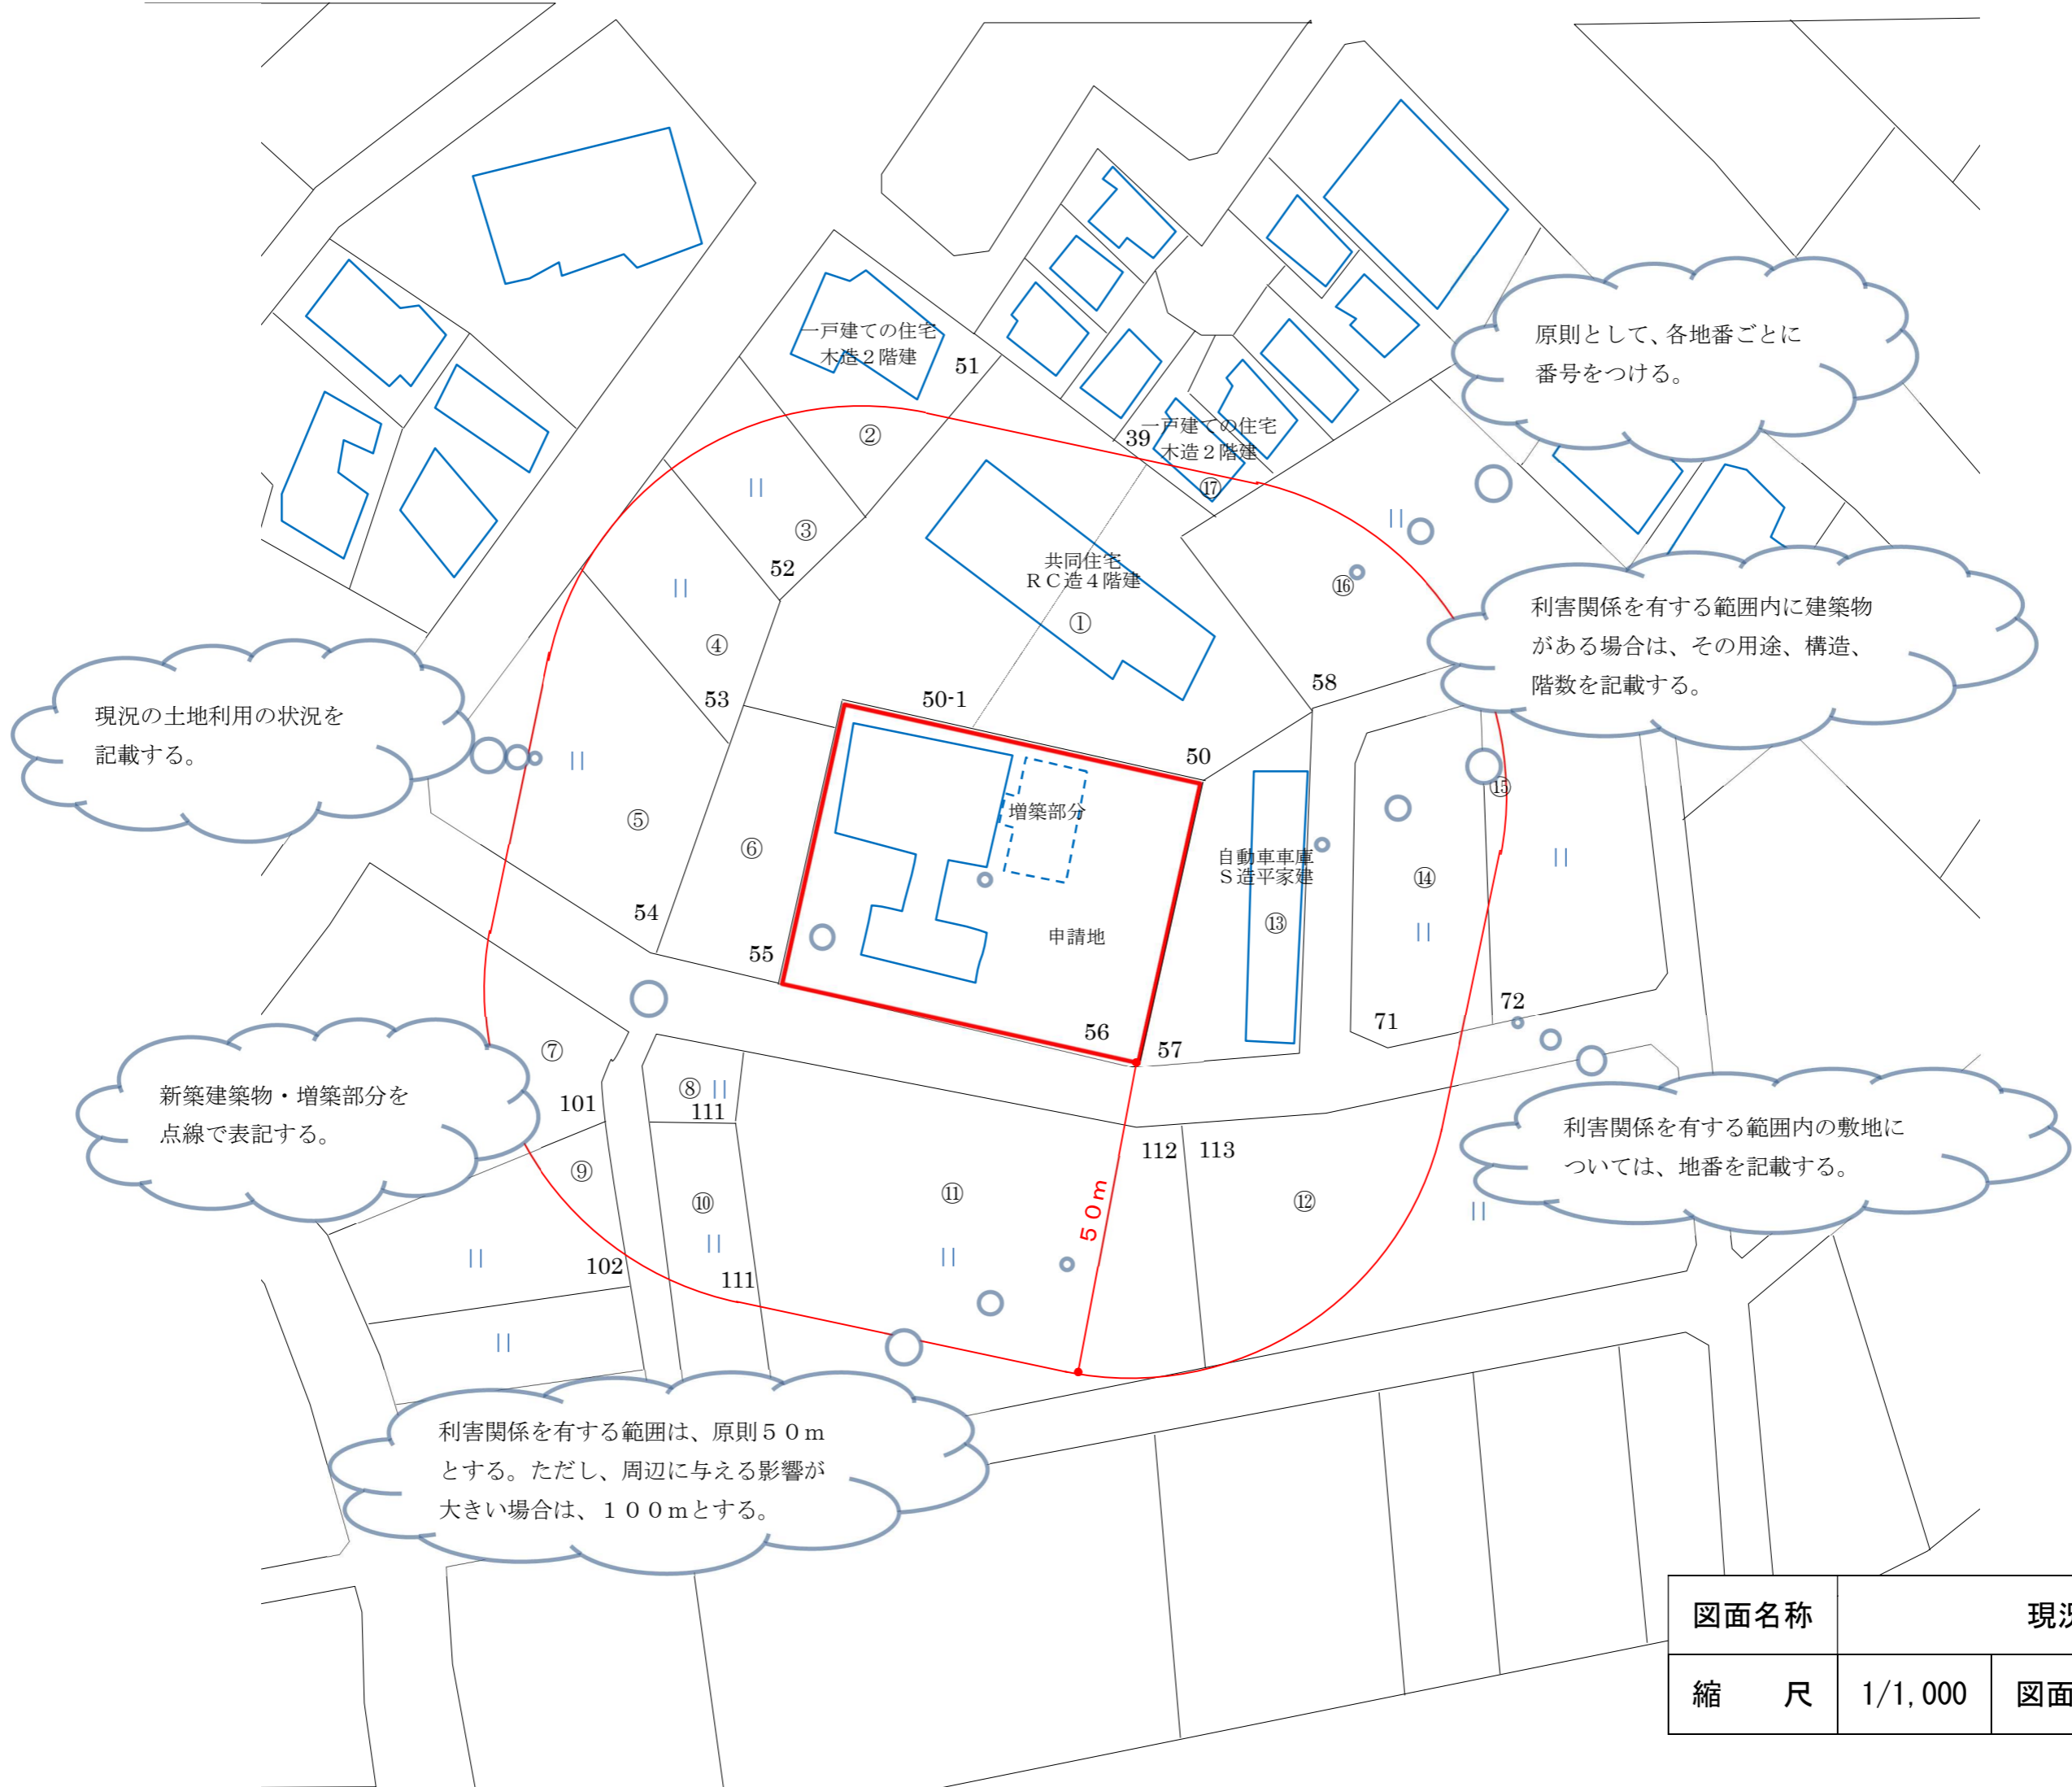 原則として、各地番ごとに
番号をつける。
一戸建ての住宅
木造２階建
51
②
39
一戸建ての住宅
木造２階建
⑰
③
52
共同住宅
ＲＣ造４階建
①
⑯
利害関係を有する範囲内に建築物
がある場合は、その用途、構造、
階数を記載する。
④
53
50-1
58
現況の土地利用の状況を
記載する。
50
⑮
増築部分
⑤
⑥
自動車車庫
Ｓ造平家建
⑭
⑬
54
申請地
55
56
57
71
72
⑦
新築建築物・増築部分を
点線で表記する。
101
⑧
111
利害関係を有する範囲内の敷地に
ついては、地番を記載する。
112
113
⑨
⑩
⑪
⑫
５０ｍ
102
111
利害関係を有する範囲は、原則５０ｍ
とする。ただし、周辺に与える影響が
大きい場合は、１００ｍとする。
図面名称
縮 尺 1/1,000 図面